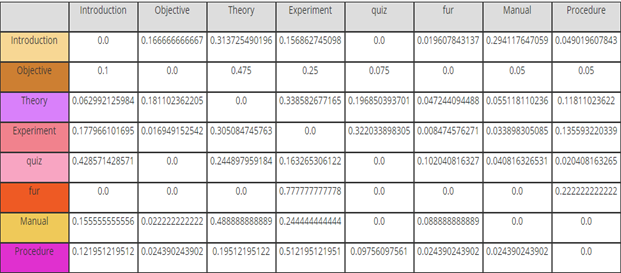 Introduction Objective Theory Experiment quiz fur Manual Procedure
Introduction 0.0 0.166666666667 0.313725490196 0.156862745098 0.0 0.019607843137 0.294117647059 0.049019607843
Objective 0.1 0.0 0.475 0.25 0.075 0.0 0.05 0.05
Theory 0.062992125984 0.181102362205 0.0 0.338582677165 0.196850393701 0.047244094488 0.055118110236 0.11811023622
Experiment 0.177966101695 0.016949152542 0.305084745763 0.0 0.322033898305 0.008474576271 0.033898305085 0.135593220339
quiz 0.428571428571 0.0 0.244897959184 0.163265306122 0.0 0.102040816327 0.040816326531 0.020408163265
fur 0.0 0.0 0.0 0.777777777778 0.0 0.0 0.0 0.222222222222
Manual 0.155555555556 0.022222222222 0.488888888889 0.244444444444 0.0 0.088888888889 0.0 0.0
Procedure 0.121951219512 0.024390243902 0.19512195122 0.512195121951 0.09756097561 0.024390243902 0.024390243902 0.0